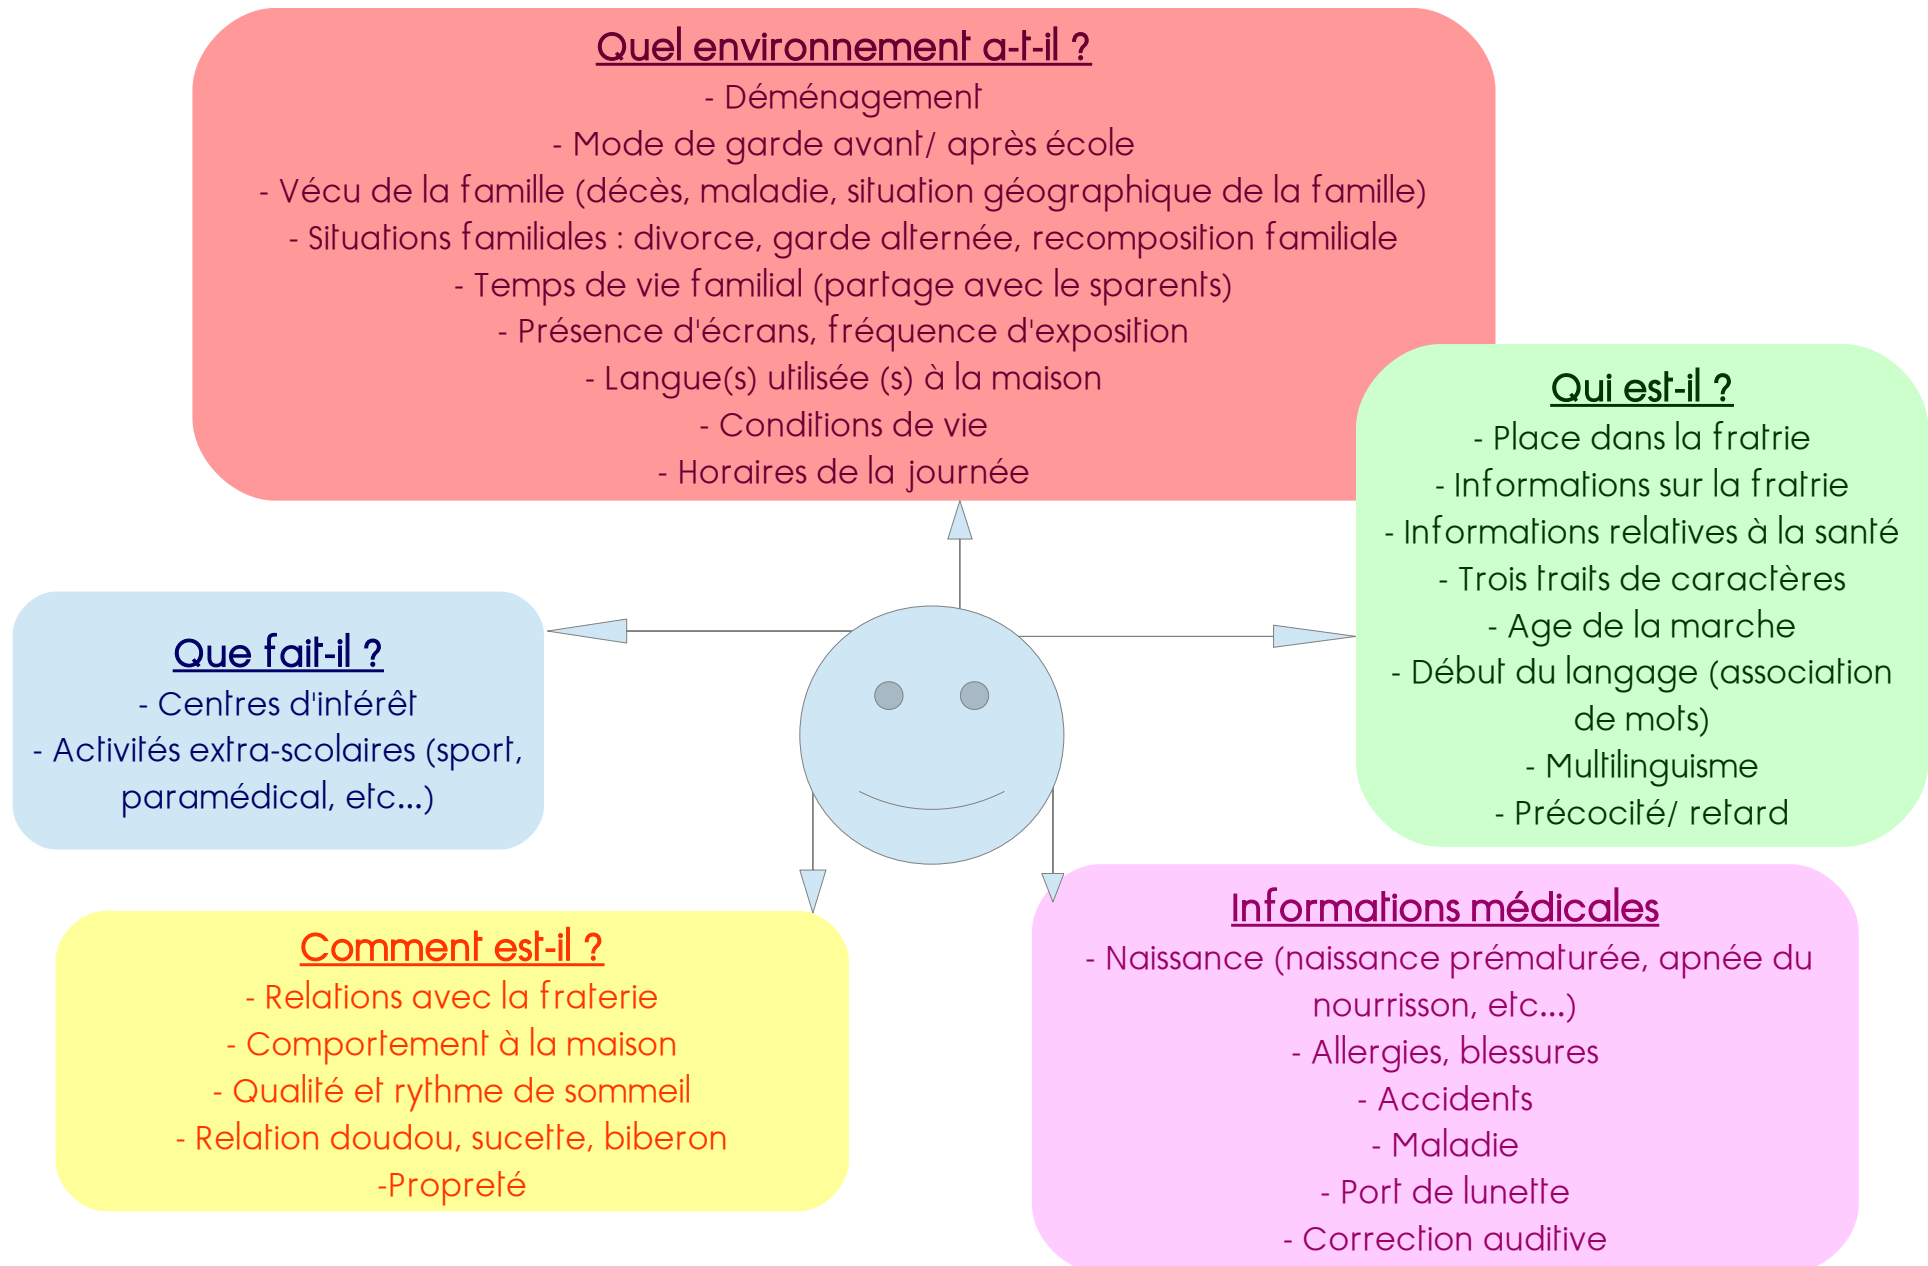 Quel environnement a-t-il ?
- Déménagement
- Mode de garde avant/ après école
- Vécu de la famille (décès, maladie, situation géographique de la famille)
- Situations familiales : divorce, garde alternée, recomposition familiale
- Temps de vie familial (partage avec le sparents)
- Présence d'écrans, fréquence d'exposition
- Langue(s) utilisée (s) à la maison
- Conditions de vie
- Horaires de la journée
Qui est-il ?
- Place dans la fratrie
- Informations sur la fratrie
- Informations relatives à la santé
- Trois traits de caractères
- Age de la marche
- Début du langage (association
de mots)
- Multilinguisme
- Précocité/ retard
Que fait-il ?
- Centres d'intérêt
- Activités extra-scolaires (sport,
paramédical, etc...)
Comment est-il ?
- Relations avec la fraterie
- Comportement à la maison
- Qualité et rythme de sommeil
- Relation doudou, sucette, biberon
-Propreté
Informations médicales
- Naissance (naissance prématurée, apnée du
nourrisson, etc...)
- Allergies, blessures
- Accidents
- Maladie
- Port de lunette
- Correction auditive